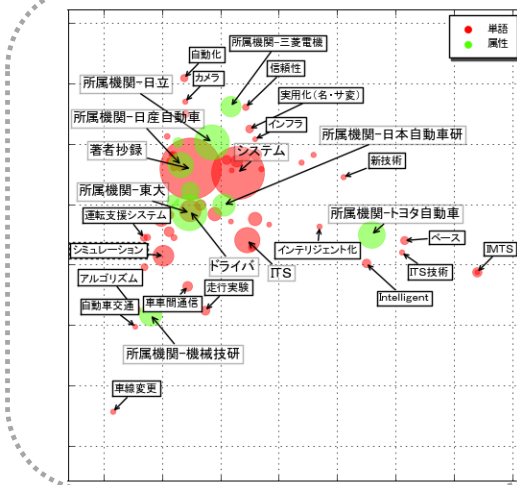 単語
属性
所属機関-三菱電機
自動化
信頼性
カメラ
所属機関-日立
実用化(名・サ変)
所属機関-日産自動車
インフラ
所属機関-日本自動車研
著者抄録
システム
新技術
所属機関-東大
運転支援システム
所属機関-トヨタ自動車
シミュレーション
ドライバ
ITS
インテリジェント化
ベース
IMTS
ITS技術
アルゴリズム
自動車交通
車車間通信
走行実験
Intelligent
所属機関-機械技研
車線変更